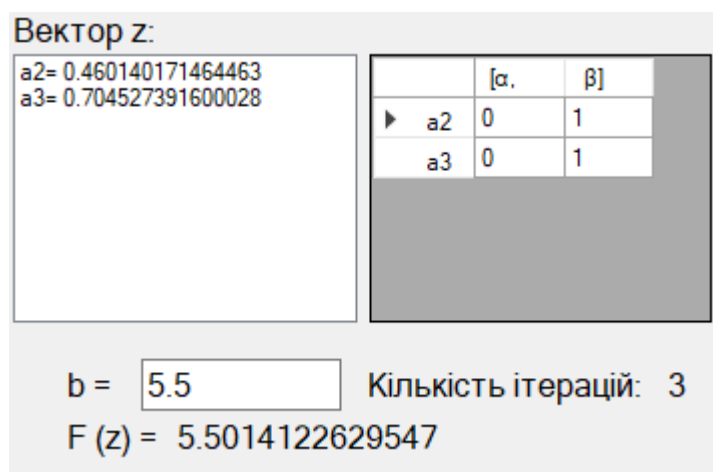 Вектор z:
a2= 0.460140171464463
a3= 0.704527391600028
[α, β]
a2 0 1
a3 0 1
b = 5.5 Кількість ітерацій: 3
F (z) = 5.5014122629547